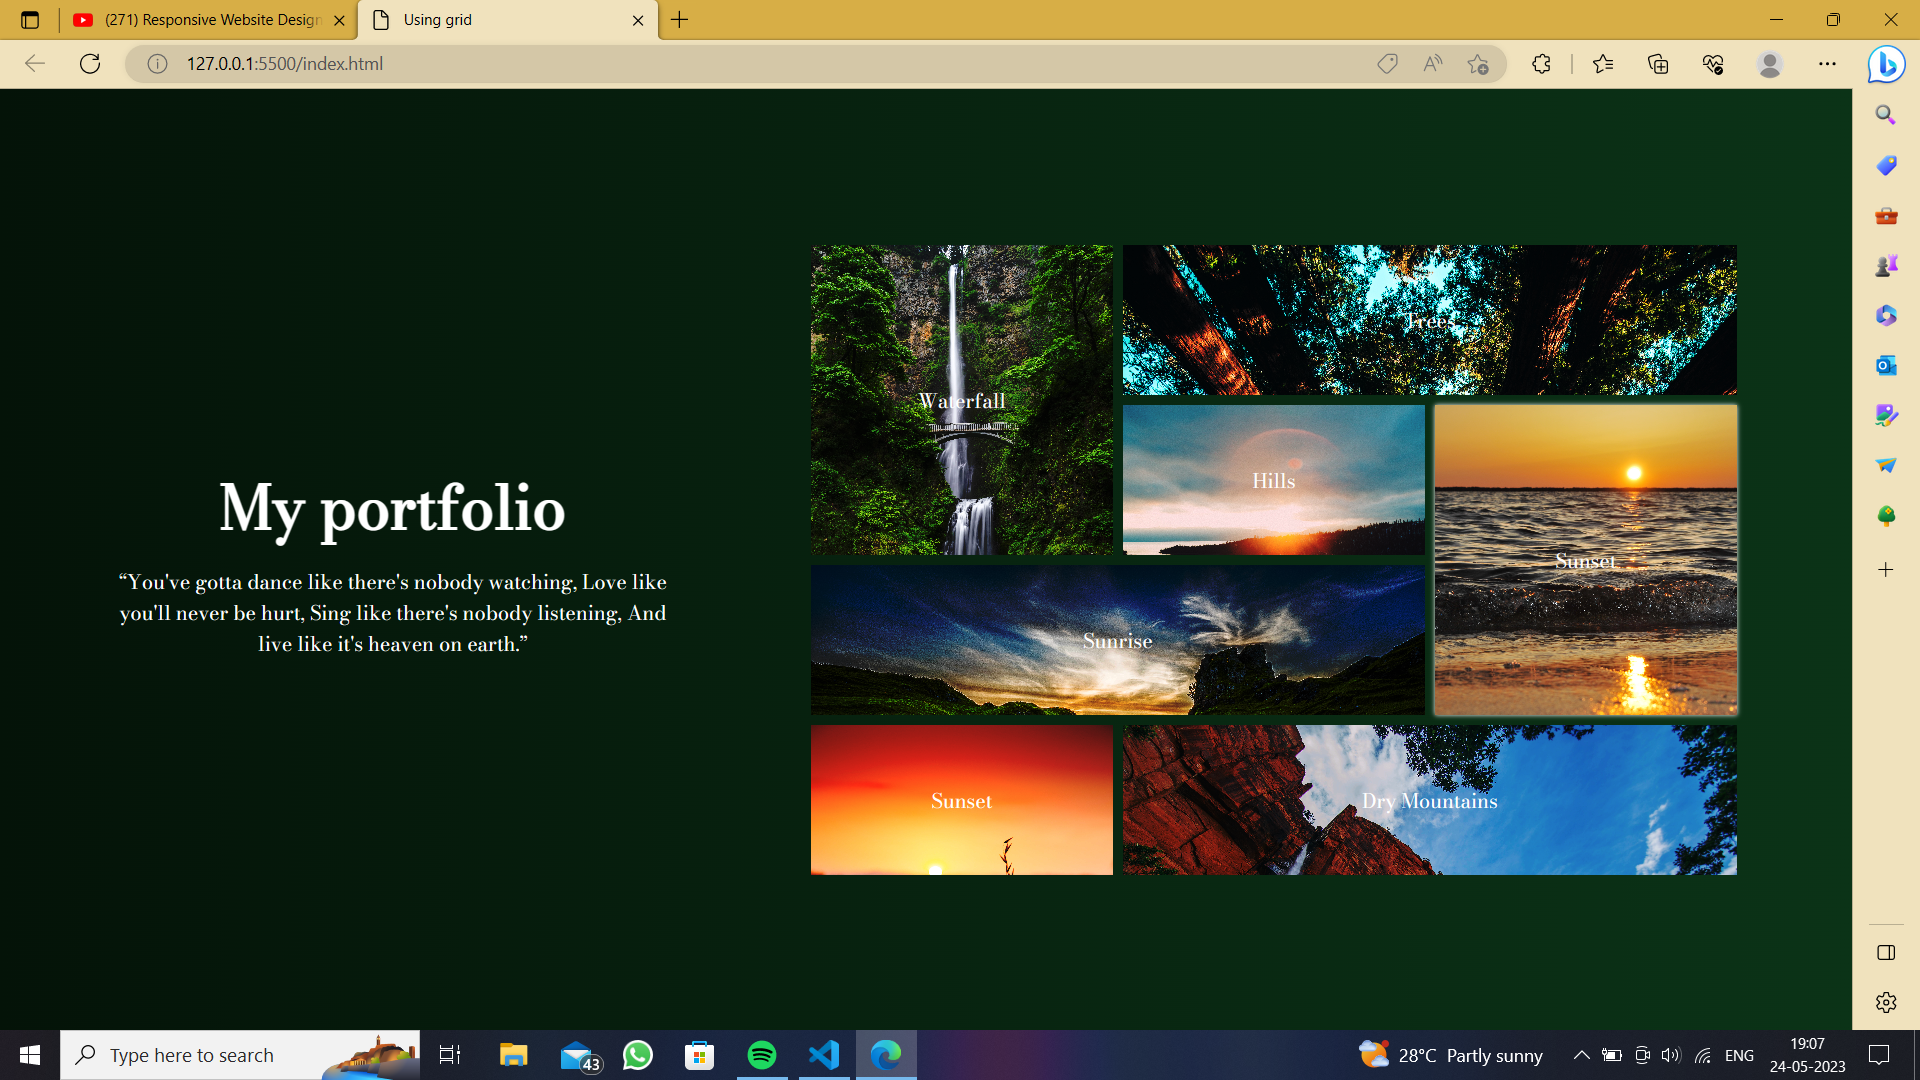 (271) Responsive Website Design
Using grid
127.0.0.1:5500/index.html
Waterfall
Trees
Hills
Sunset
Sunrise
Sunset
Dry Mountains
My portfolio
“You've gotta dance like there's nobody watching, Love like
you'll never be hurt, Sing like there's nobody listening, And
live like it's heaven on earth.”
Type here to search
43
28°C Partly sunny
ENG
19:07
24-05-2023